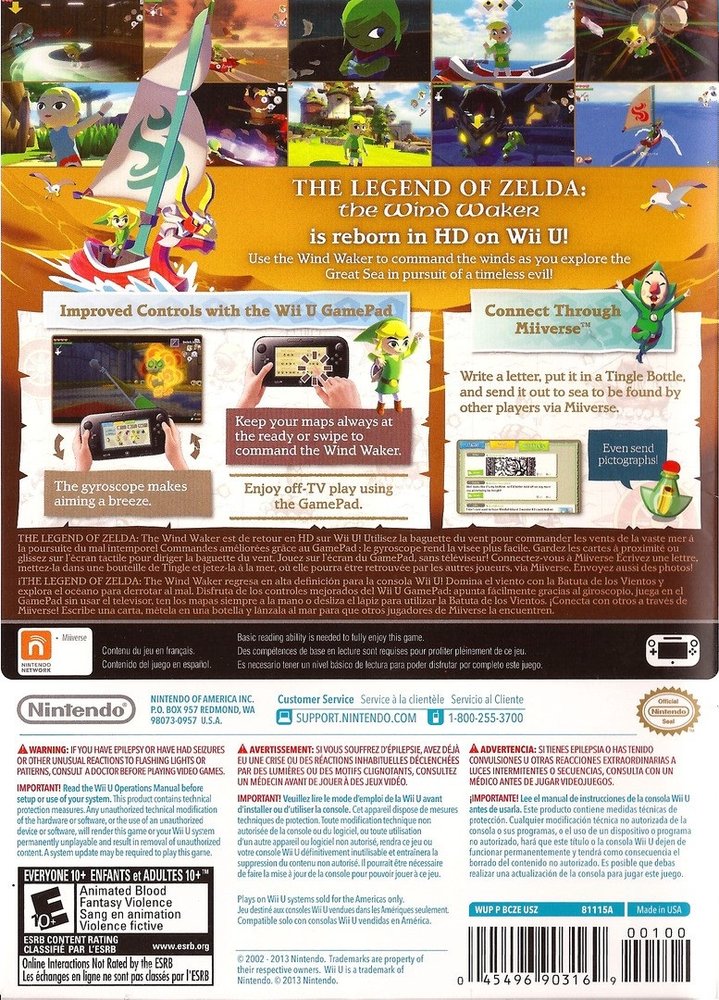 THE LEGEND OF ZELDA:
the Wind Waker
is reborn in HD on Wii U!
Use the Wind Waker to command the winds as you explore the
Great Sea in pursuit of a timeless evil!
Improved Controls with the Wii U GamePad
The gyroscope makes
aiming a breeze.
Keep your maps always at
the ready or swipe to
command the Wind Waker.
Enjoy off-TV play using
the GamePad.
Connect Through
Miiverse™
Write a letter, put it in a Tingle Bottle,
and send it out to sea to be found by
other players via Miiverse.
Even send
pictographs!
THE LEGEND OF ZELDA: The Wind Waker est de retour en HD sur Wii U! Utilisez la baguette du vent pour commander les vents de la vaste mer à
la poursuite du mal intemporel Commandes améliorées grâce au GamePad : le gyroscope rend la visee plus facile. Gardez les cartes à proximité ou
glissez sur l'écran tactile pour diriger la baguette du vent. Jouez sur l'écran du GamePad, sans téléviseur! Connectez-vous à Miiverse Écrivez une lettre,
mettez-la dans une bouteille de Tingle et jetez-la à la mer, où elle pourra être retrouvée par les autres joueurs, via Miiverse. Envoyez aussi des photos!
¡THE LEGEND OF ZELDA: The Wind Waker regresa en alta definición para la consola Wii U! Domina el viento con la Batuta de los Vientos y
explora el océano para derrotar al mal. Disfruta de los controles mejorados del Wii U GamePad: apunta fácilmente gracias al giroscopio, juega en el
GamePad sin usar el televisor, ten los mapas siempre a la mano o desliza el lápiz para utilizar la Batuta de los Vientos. ¡Conecta con otros a través de
Miiverse! Escribe una carta, métela en una botella y lánzala al mar para que otros jugadores de Miiverse la encuentren.
n
NINTENDO
NETWORK
• Miiverse
Contenu du jeu en français.
Contenido del juego en español.
Basic reading ability is needed to fully enjoy this game.
Des compétences de base en lecture sont requises pour profiter pleinement de ce jeu.
Es necesario tener un nivel básico de lectura para poder disfrutar por completo este juego.
Nintendo®
NINTENDO OF AMERICA INC.
P.O. BOX 957 REDMOND, WA
98073-0957 U.S.A.
Customer Service Service à la clientèle Servicio al Cliente
SUPPORT.NINTENDO.COM 1-800-255-3700
Official
Nintendo
Seal
WARNING: IF YOU HAVE EPILEPSY OR HAVE HAD SEIZURES
OR OTHER UNUSUAL REACTIONS TO FLASHING LIGHTS OR
PATTERNS, CONSULT A DOCTOR BEFORE PLAYING VIDEO GAMES.
IMPORTANT! Read the Wii U Operations Manual before
setup or use of your system. This product contains technical
protection measures. Any unauthorized technical modification
of the hardware or software, or the use of an unauthorized
device or software, will render this game or your Wii U system
permanently unplayable and result in removal of unauthorized
content. A system update may be required to play this game.
AVERTISSEMENT: SI VOUS SOUFFREZ D'ÉPILEPSIE, AVEZ DÉJÀ
EU UNE CRISE OU DES RÉACTIONS INHABITUELLES DÉCLENCHÉES
PAR DES LUMIÈRES OU DES MOTIFS CLIGNOTANTS, CONSULTEZ
UN MÉDECIN AVANT DE JOUER À DES JEUX VIDÉO.
IMPORTANT! Veuillez lire le mode d'emploi de la Wii U avant
d'installer ou d'utiliser la console. Cet appareil dispose de mesures
techniques de protection. Toute modification technique non
autorisée de la console ou du logiciel, ou toute utilisation
d'un autre appareil ou logiciel non autorisé, rendra ce jeu ou
votre console Wii U définitivement inutilisable et entraînera la
suppression du contenu non autorisé. Il pourrait être nécessaire
de faire la mise à jour de la console pour pouvoir jouer à ce jeu.
Plays on Wii U systems sold for the Americas only.
Jeu destiné aux consoles Wii U vendues dans les Amériques seulement.
Compatible solo con consolas Wii U vendidas en América.
© 2002 - 2013 Nintendo. Trademarks are property of
their respective owners. Wii U is a trademark of
Nintendo. © 2013 Nintendo.
ADVERTENCIA: SI TIENES EPILEPSIA O HAS TENIDO
CONVULSIONES U OTRAS REACCIONES EXTRAORDINARIAS A
LUCES INTERMITENTES O SECUENCIAS, CONSULTA CON UN
MÉDICO ANTES DE JUGAR VIDEOJUEGOS.
¡IMPORTANTE! Lee el manual de instrucciones de la consola Wii U
antes de usarla. Este producto contiene medidas técnicas de
protección. Cualquier modificación técnica no autorizada de la
consola o sus programas, o el uso de un dispositivo o programa
no autorizado, hará que este título o la consola Wii U dejen de
funcionar permanentemente y tendrá como consecuencia el
borrado del contenido no autorizado. Es posible que debas
realizar una actualización de la consola para jugar este juego.
EVERYONE 10+ ENFANTS et ADULTES 10+
E
10+
Animated Blood
Fantasy Violence
Sang en animation
Violence fictive
ESRB CONTENT RATING
CLASSIFIÉ PAR L'ESRB
www.esrb.org
Online Interactions Not Rated by the ESRB
Les échanges en ligne ne sont pas classés par l'ESRB
WUP P BCZE USZ 81115A Made in USA
00100
0 45496 90316 9